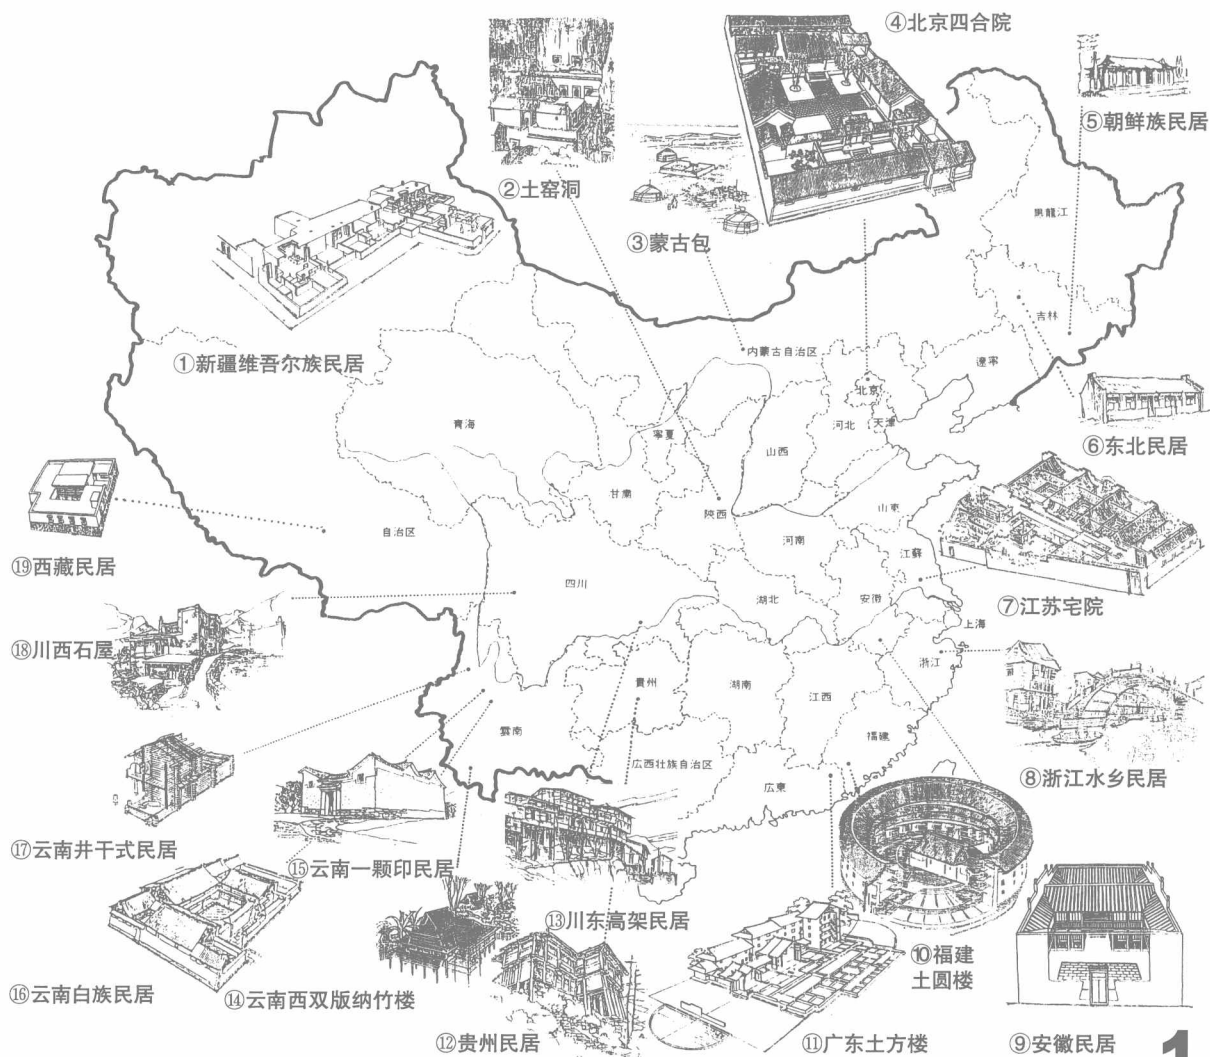 ④北京四合院
⑤朝鲜族民居
②土窑洞
③蒙古包
黒龍江
吉林
①新疆维吾尔族民居
内蒙古自治区
遼寧
北京
河北
天津
⑥东北民居
青海
寧夏
山西
甘肅
陝西
山東
⑲西藏民居
自治区
河南
江蘇
四川
湖北
安徽
⑦江苏宅院
上海
⑱川西石屋
浙江
貴州
湖南
江西
雲南
福建
広西壮族自治区
広東
⑧浙江水乡民居
⑰云南井干式民居
⑮云南一颗印民居
⑬川东高架民居
⑩福建
土圆楼
⑯云南白族民居
⑭云南西双版纳竹楼
⑫贵州民居
⑪广东土方楼
⑨安徽民居
1